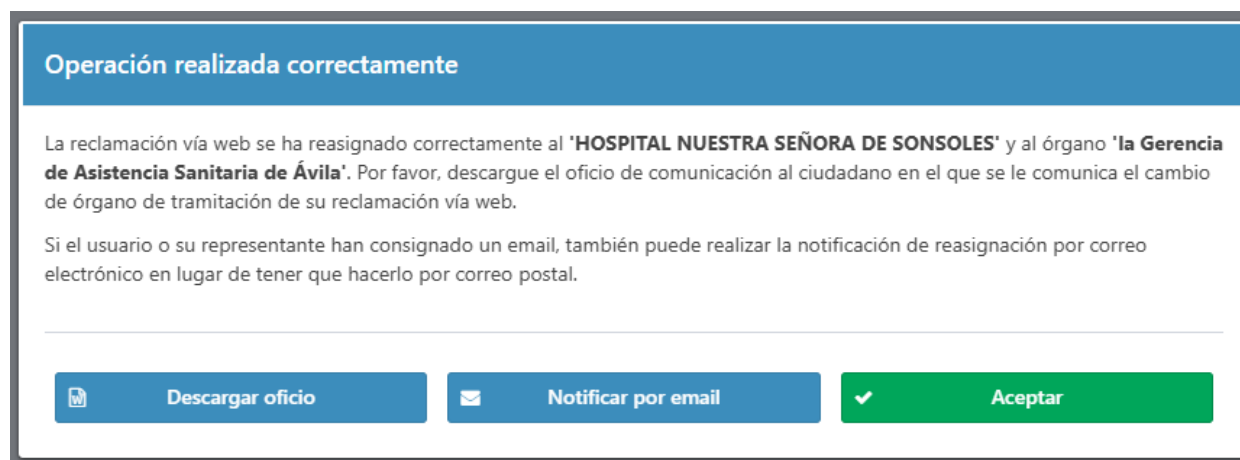 Operación realizada correctamente
La reclamación vía web se ha reasignado correctamente al 'HOSPITAL NUESTRA SEÑORA DE SONSOLES' y al órgano 'la Gerencia
de Asistencia Sanitaria de Ávila'. Por favor, descargue el oficio de comunicación al ciudadano en el que se le comunica el cambio
de órgano de tramitación de su reclamación vía web.
Si el usuario o su representante han consignado un email, también puede realizar la notificación de reasignación por correo
electrónico en lugar de tener que hacerlo por correo postal.
Descargar oficio
Notificar por email
Aceptar